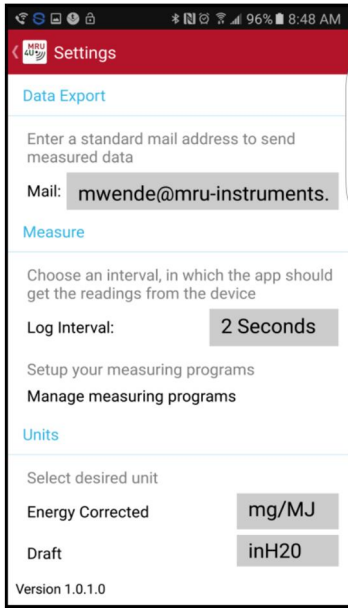 96% 8:48 AM
MRU
4U
Settings
Data Export
Enter a standard mail address to send
measured data
Mail: mwende@mru-instruments.
Measure
Choose an interval, in which the app should
get the readings from the device
Log Interval: 2 Seconds
Setup your measuring programs
Manage measuring programs
Units
Select desired unit
Energy Corrected mg/MJ
Draft inH20
Version 1.0.1.0